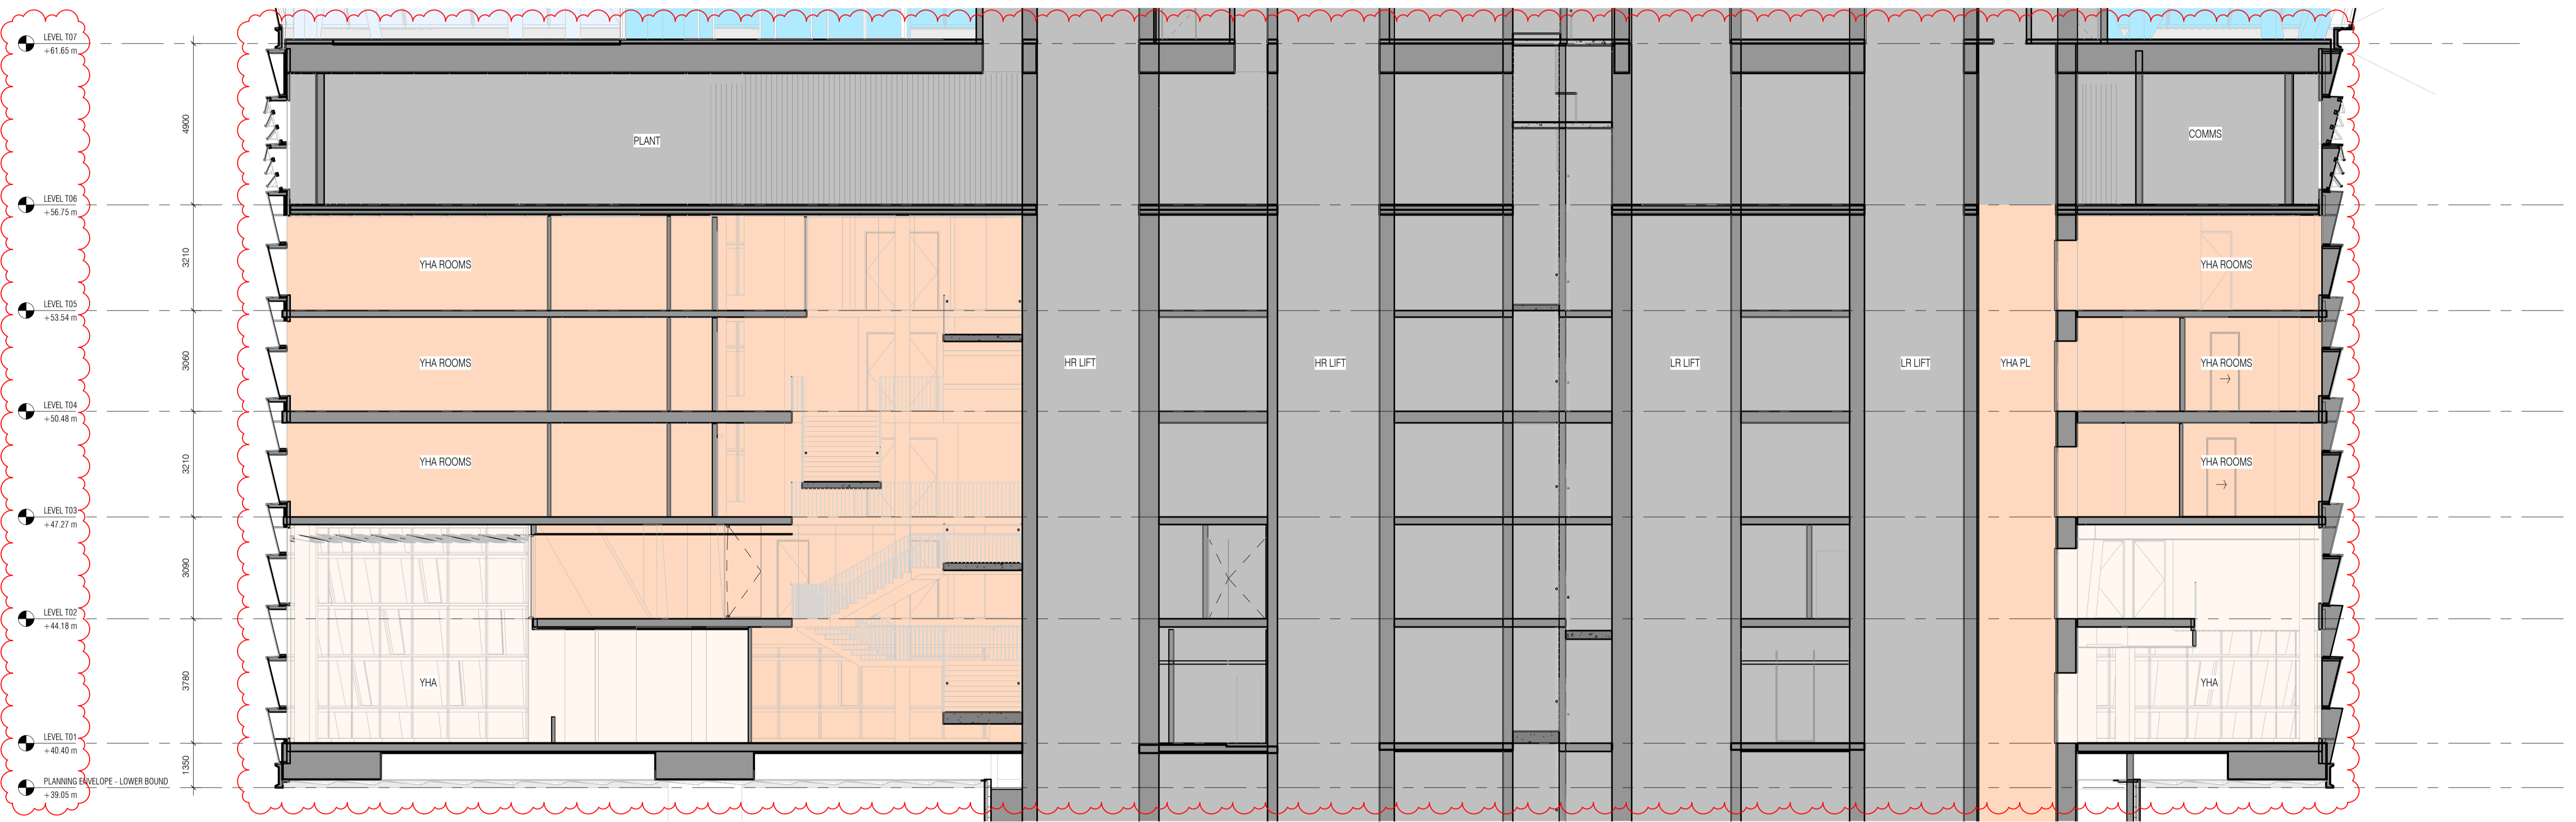 LEVEL T07
+61.65 m
4900
PLANT
COMMS
LEVEL T06
+56.75 m
3210
YHA ROOMS
YHA ROOMS
LEVEL T05
+53.54 m
3060
YHA ROOMS
HR LIFT
HR LIFT
LR LIFT
LR LIFT
YHA PL
YHA ROOMS
LEVEL T04
+50.48 m
3210
YHA ROOMS
YHA ROOMS
LEVEL T03
+47.27 m
3090
LEVEL T02
+44.18 m
3780
YHA
YHA
LEVEL T01
+40.40 m
1350
PLANNING ENVELOPE - LOWER BOUND
+39.05 m